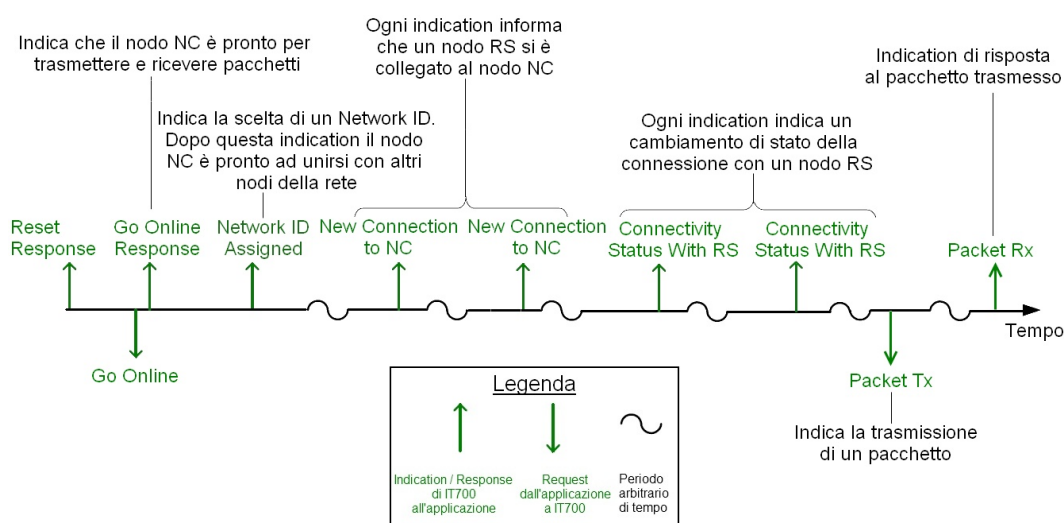 Indica che il nodo NC è pronto per
trasmettere e ricevere pacchetti
Ogni indication informa
che un nodo RS si è
collegato al nodo NC
Indication di risposta
al pacchetto trasmesso
Indica la scelta di un Network ID.
Dopo questa indication il nodo
NC è pronto ad unirsi con altri
nodi della rete
Ogni indication indica un
cambiamento di stato della
connessione con un nodo RS
Reset
Response
Go Online
Response
Network ID
Assigned
New Connection
to NC
New Connection
to NC
Connectivity
Status With RS
Connectivity
Status With RS
Packet Rx
Tempo
Go Online
Packet Tx
Indica la trasmissione
di un pacchetto
Legenda
Indication / Response
di IT700
all'applicazione
Request
dall'applicazione
a IT700
Periodo
arbitrario
di tempo